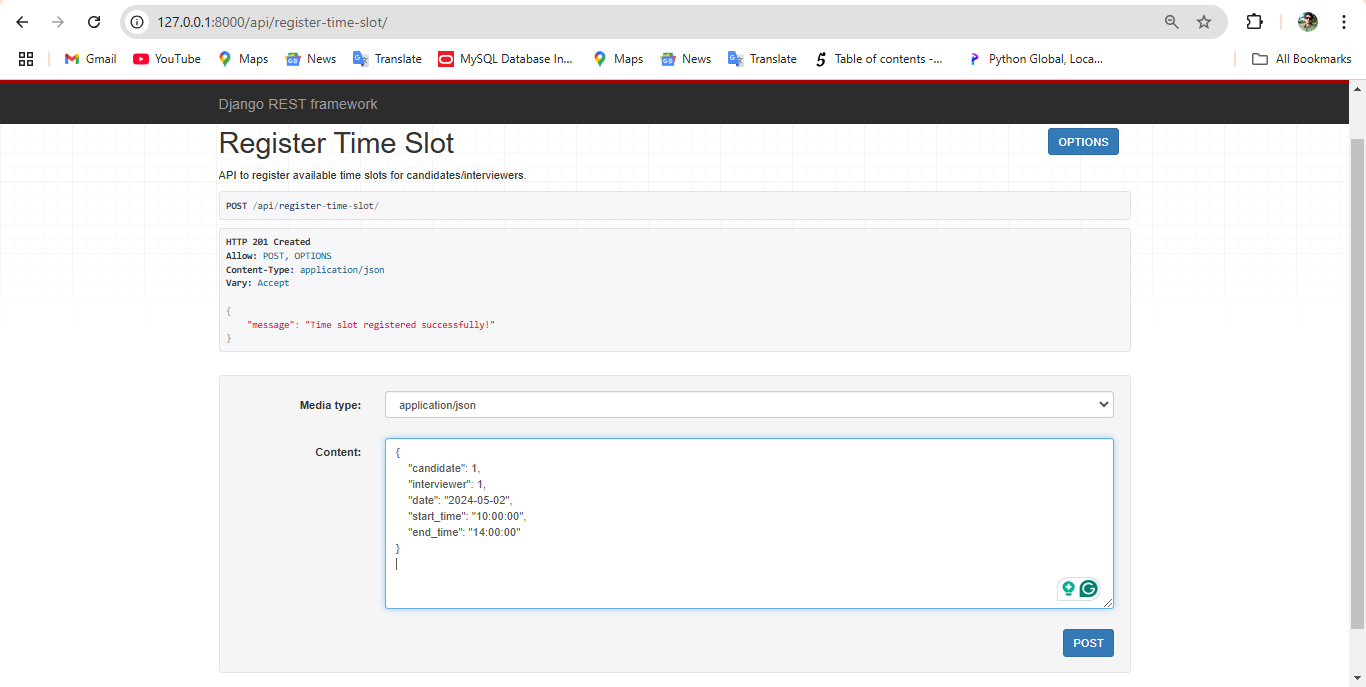 127.0.0.1:8000/api/register-time-slot/
Gmail YouTube Maps News Translate MySQL Database In... Maps News Translate Table of contents -... Python Global, Loca... All Bookmarks
Django REST framework
Register Time Slot
OPTIONS
API to register available time slots for candidates/interviewers.
POST /api/register-time-slot/
HTTP 201 Created
Allow: POST, OPTIONS
Content-Type: application/json
Vary: Accept
{
"message": "Time slot registered successfully!"
}
Media type: application/json
Content:
{
"candidate": 1,
"interviewer": 1,
"date": "2024-05-02",
"start_time": "10:00:00",
"end_time": "14:00:00"
}
POST